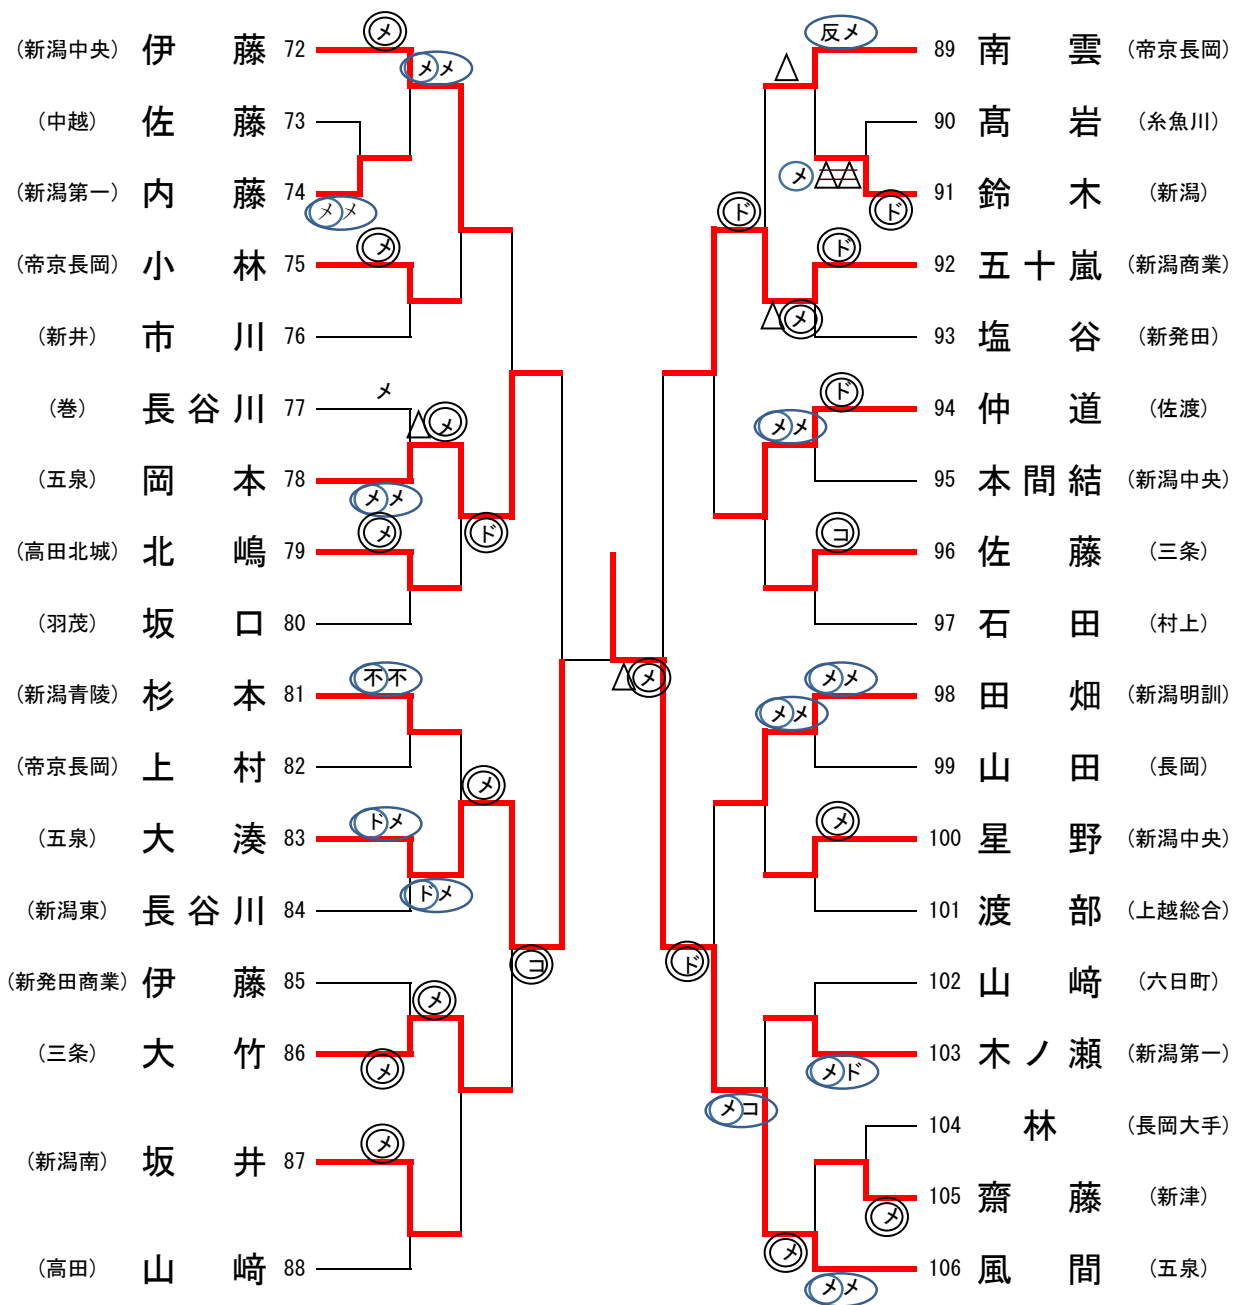 (新潟中央) 伊藤 72
メ
メメ
(中越) 佐藤 73
(新潟第一) 内藤 74
メメ
(帝京長岡) 小林 75
メ
(新井) 市川 76
(巻) 長谷川 77
メ
△メ
(五泉) 岡本 78
メメ
(高田北城) 北嶋 79
メ
ド
(羽茂) 坂口 80
(新潟青陵) 杉本 81
不不
(帝京長岡) 上村 82
メ
(五泉) 大湊 83
ドメ
(新潟東) 長谷川 84
ドメ
コ
(新発田商業) 伊藤 85
メ
(三条) 大竹 86
メ
(新潟南) 坂井 87
メ
(高田) 山﨑 88
△メ
反メ
△
89 南雲 (帝京長岡)
90 髙岩 (糸魚川)
メ△△
91 鈴木 (新潟)
ド
ド
ド
92 五十嵐 (新潟商業)
△メ
93 塩谷 (新発田)
ド
94 仲道 (佐渡)
メメ
95 本間結 (新潟中央)
コ
96 佐藤 (三条)
97 石田 (村上)
メメ
98 田畑 (新潟明訓)
メメ
99 山田 (長岡)
メ
100 星野 (新潟中央)
101 渡部 (上越総合)
ド
102 山﨑 (六日町)
103 木ノ瀬 (新潟第一)
メド
メコ
104 林 (長岡大手)
105 齋藤 (新津)
メ
メ
106 風間 (五泉)
メメ